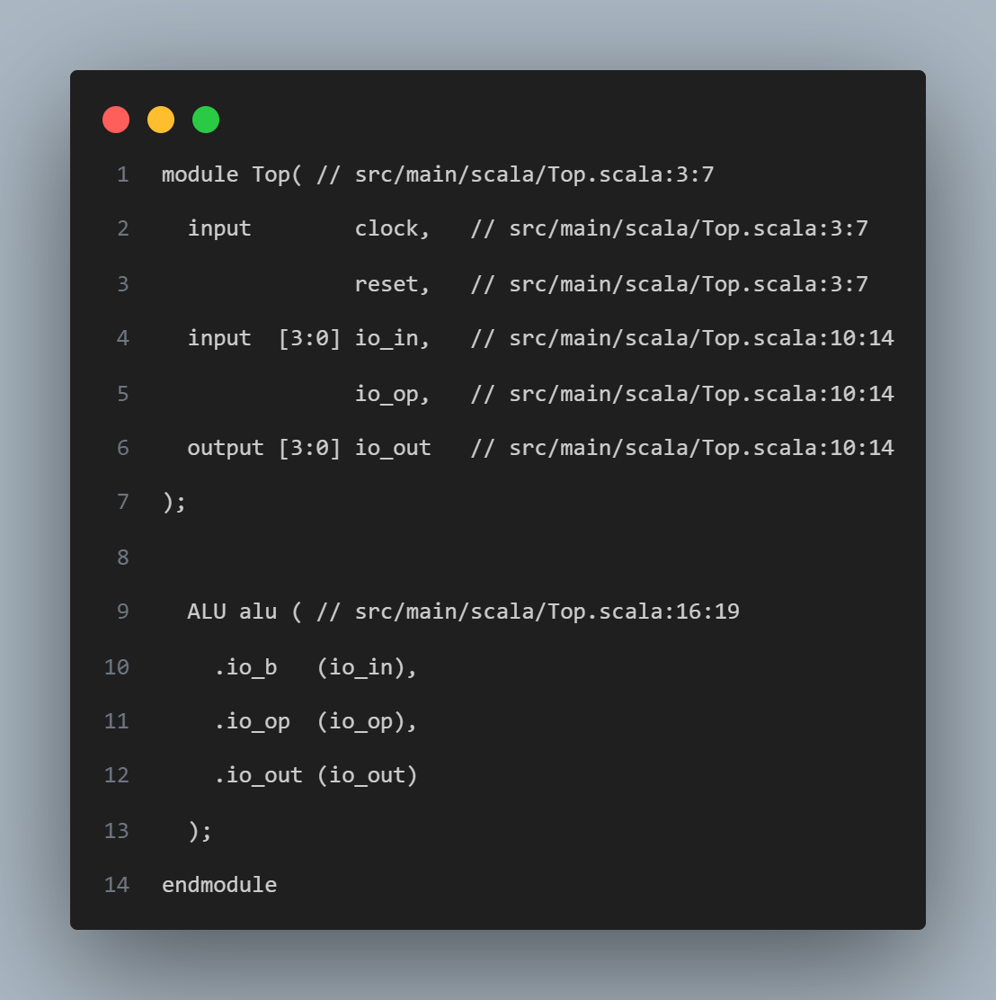 1 module Top( // src/main/scala/Top.scala:3:7
2   input        clock,   // src/main/scala/Top.scala:3:7
3                reset,   // src/main/scala/Top.scala:3:7
4   input  [3:0] io_in,   // src/main/scala/Top.scala:10:14
5                io_op,   // src/main/scala/Top.scala:10:14
6   output [3:0] io_out   // src/main/scala/Top.scala:10:14
7 );
8
9   ALU alu ( // src/main/scala/Top.scala:16:19
10     .io_b   (io_in),
11     .io_op  (io_op),
12     .io_out (io_out)
13   );
14 endmodule